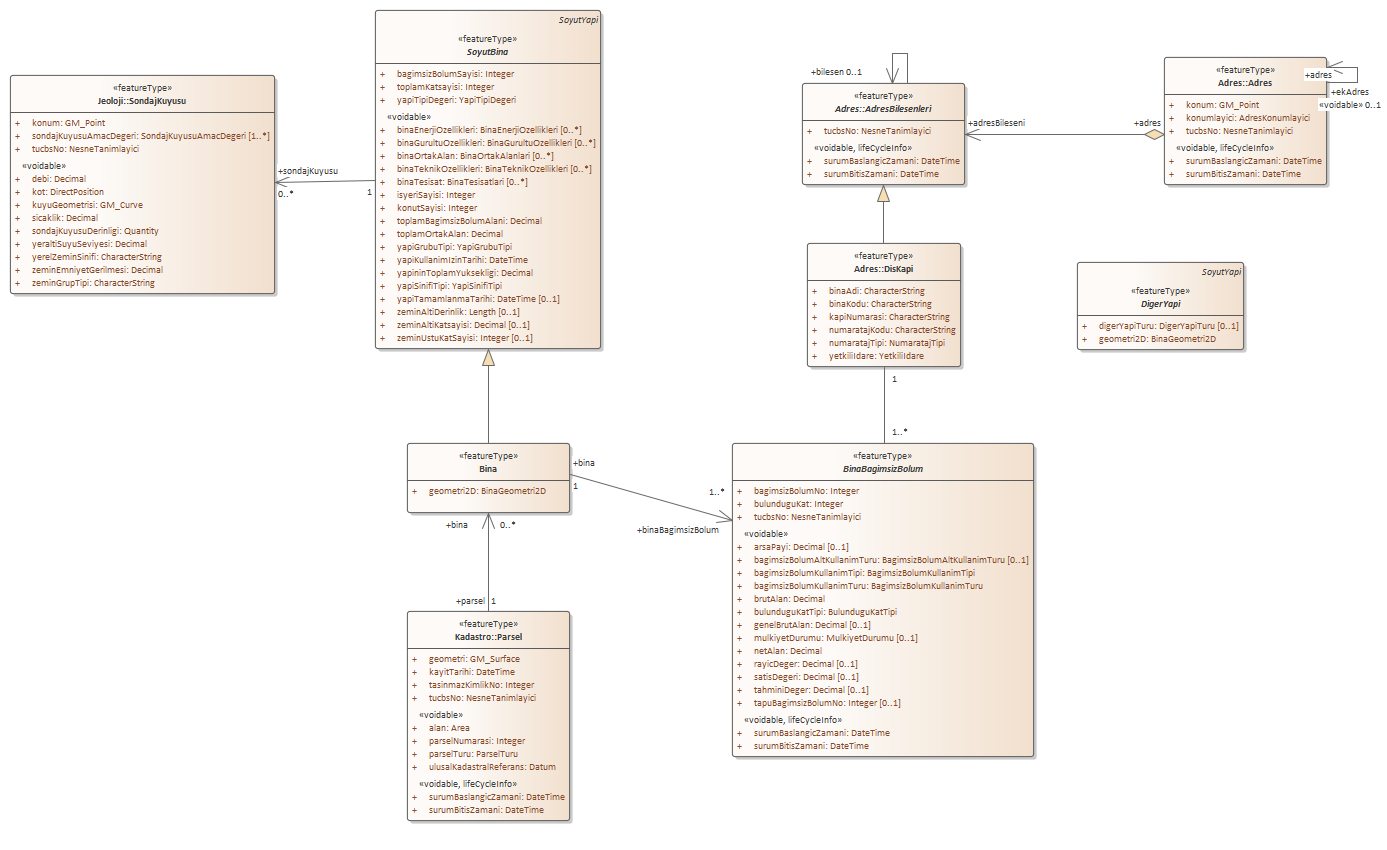 «featureType»
Jeoloji::SondajKuyusu
+ konum: GM_Point
+ sondajKuyusuAmacDegeri: SondajKuyusuAmacDegeri [1..*]
+ tucbsNo: NesneTanimlayici
«voidable»
+ debi: Decimal
+ kot: DirectPosition
+ kuyuGeometrisi: GM_Curve
+ sicaklik: Decimal
+ sondajKuyusuDerinligi: Quantity
+ yeraltiSuyuSeviyesi: Decimal
+ yerelZeminSinifi: CharacterString
+ zeminEmniyetGerilmesi: Decimal
+ zeminGrupTipi: CharacterString
+sondajKuyusu
0..*
1
SoyutYapi
«featureType»
SoyutBina
+ bagimsizBolumSayisi: Integer
+ toplamKatsayisi: Integer
+ yapiTipiDegeri: YapiTipiDegeri
«voidable»
+ binaEnerjiOzellikleri: BinaEnerjiOzellikleri [0..*]
+ binaGurultuOzellikleri: BinaGurultuOzellikleri [0..*]
+ binaOrtakAlan: BinaOrtakAlanlari [0..*]
+ binaTeknikOzellikleri: BinaTeknikOzellikleri [0..*]
+ binaTesisat: BinaTesisatlari [0..*]
+ isyeriSayisi: Integer
+ konutSayisi: Integer
+ toplamBagimsizBolumAlani: Decimal
+ toplamOrtakAlan: Decimal
+ yapiGrubuTipi: YapiGrubuTipi
+ yapiKullanimIzinTarihi: DateTime
+ yapininToplamYuksekligi: Decimal
+ yapiSinifiTipi: YapiSinifiTipi
+ yapiTamamlanmaTarihi: DateTime [0..1]
+ zeminAltiDerinlik: Length [0..1]
+ zeminAltiKatsayisi: Decimal [0..1]
+ zeminUstuKatSayisi: Integer [0..1]
+bilesen 0..1
«featureType»
Adres::AdresBilesenleri
+ tucbsNo: NesneTanimlayici
«voidable, lifeCycleInfo»
+ surumBaslangicZamani: DateTime
+ surumBitisZamani: DateTime
+adresBileseni
+adres
«featureType»
Adres::Adres
+ konum: GM_Point
+ konumlayici: AdresKonumlayici
+ tucbsNo: NesneTanimlayici
«voidable, lifeCycleInfo»
+ surumBaslangicZamani: DateTime
+ surumBitisZamani: DateTime
+adres
+ekAdres
«voidable» 0..1
«featureType»
Adres::DisKapi
+ binaAdi: CharacterString
+ binaKodu: CharacterString
+ kapiNumarasi: CharacterString
+ numaratajKodu: CharacterString
+ numaratajTipi: NumaratajTipi
+ yetkiliIdare: YetkiliIdare
1
1..*
SoyutYapi
«featureType»
DigerYapi
+ digerYapiTuru: DigerYapiTuru [0..1]
+ geometri2D: BinaGeometri2D
«featureType»
Bina
+ geometri2D: BinaGeometri2D
+bina
1
1..*
+binaBagimsizBolum
+bina
0..*
+parsel
1
«featureType»
Kadastro::Parsel
+ geometri: GM_Surface
+ kayitTarihi: DateTime
+ tasinmazKimlikNo: Integer
+ tucbsNo: NesneTanimlayici
«voidable»
+ alan: Area
+ parselNumarasi: Integer
+ parselTuru: ParselTuru
+ ulusalKadastralReferans: Datum
«voidable, lifeCycleInfo»
+ surumBaslangicZamani: DateTime
+ surumBitisZamani: DateTime
«featureType»
BinaBagimsizBolum
+ bagimsizBolumNo: Integer
+ bulunduguKat: Integer
+ tucbsNo: NesneTanimlayici
«voidable»
+ arsaPayi: Decimal [0..1]
+ bagimsizBolumAltKullanimTuru: BagimsizBolumAltKullanimTuru [0..1]
+ bagimsizBolumKullanimTipi: BagimsizBolumKullanimTipi
+ bagimsizBolumKullanimTuru: BagimsizBolumKullanimTuru
+ brutAlan: Decimal
+ bulunduguKatTipi: BulunduguKatTipi
+ genelBrutAlan: Decimal [0..1]
+ mulkiyetDurumu: MulkiyetDurumu [0..1]
+ netAlan: Decimal
+ rayicDeger: Decimal [0..1]
+ satisDegeri: Decimal [0..1]
+ tahminiDeger: Decimal [0..1]
+ tapuBagimsizBolumNo: Integer [0..1]
«voidable, lifeCycleInfo»
+ surumBaslangicZamani: DateTime
+ surumBitisZamani: DateTime